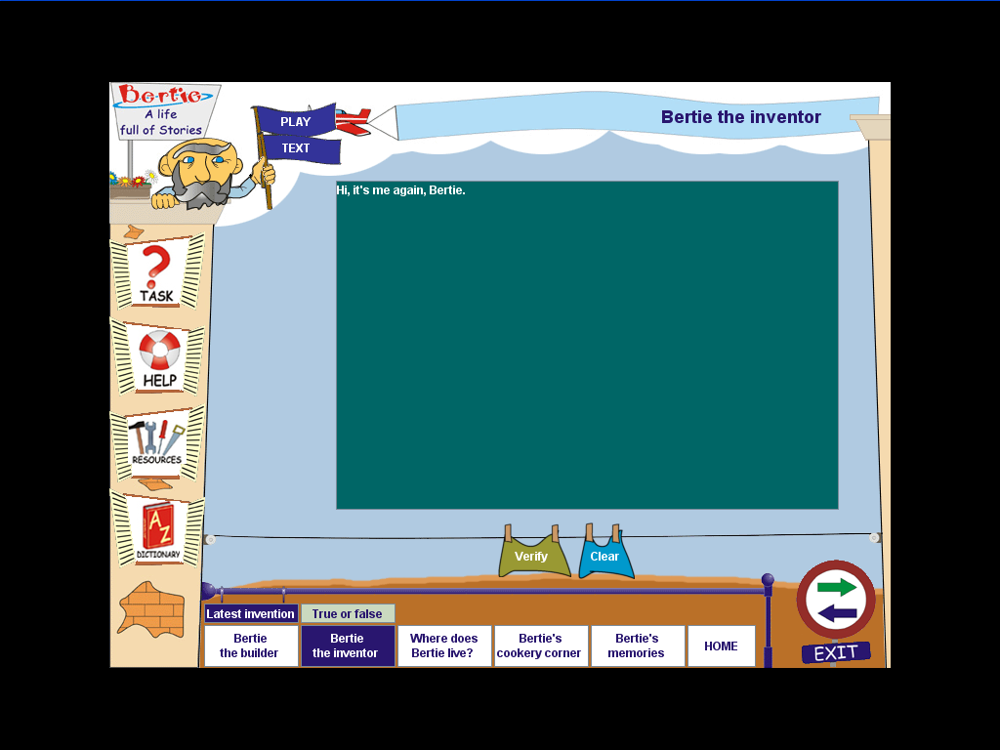 Bertie
A life
full of Stories
PLAY
TEXT
Bertie the inventor
Hi, it's me again, Bertie.
?
TASK
HELP
RESOURCES
A
Z
DICTIONARY
Verify
Clear
Latest invention
True or false
Bertie
the builder
Bertie
the inventor
Where does
Bertie live?
Bertie's
cookery corner
Bertie's
memories
HOME
EXIT